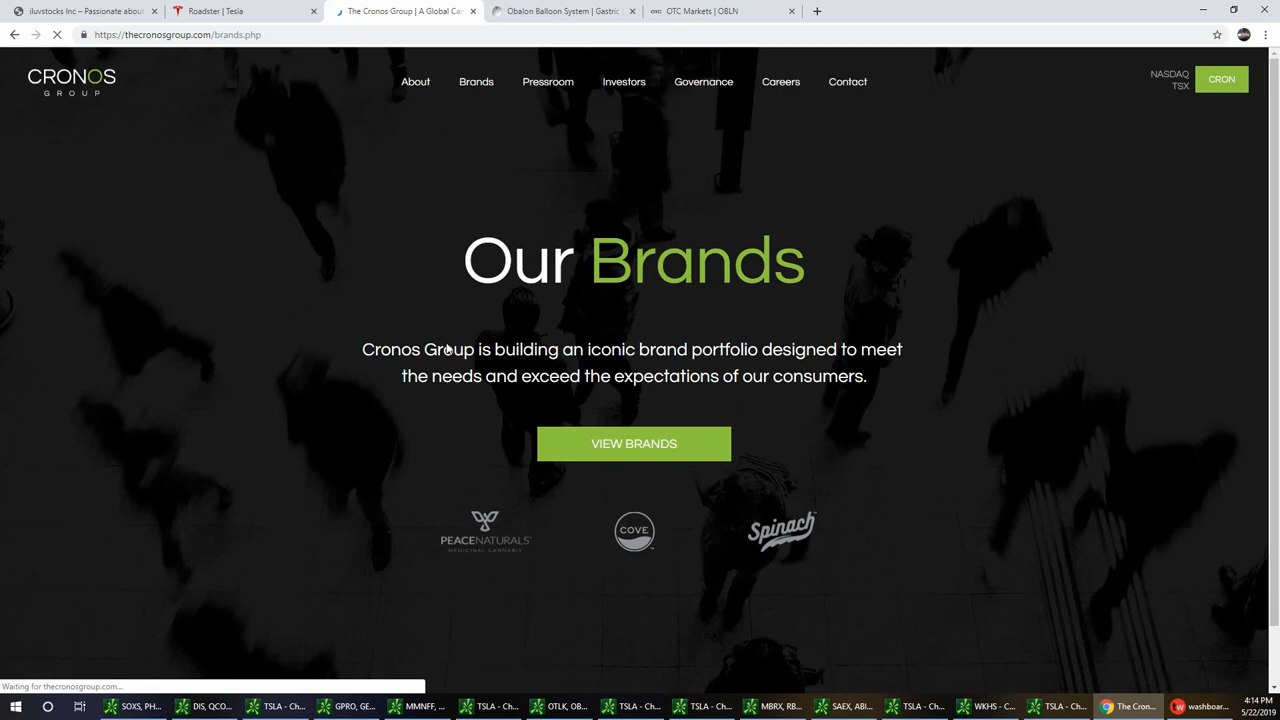 iluvstocks Inc – Passionate about
Roadster | Tesla
The Cronos Group | A Global Ca
Obalon Balloon System | Gastric
OTC Markets | OBLN
https://thecronosgroup.com/brands.php
CRONOS
GROUP
About
Brands
Pressroom
Investors
Governance
Careers
Contact
NASDAQ
TSX
CRON
Our Brands
Cronos Group is building an iconic brand portfolio designed to meet
the needs and exceed the expectations of our consumers.
VIEW BRANDS
PEACE NATURALS
MEDICINAL CANNABIS
COVE
Spinach
Waiting for thecronosgroup.com...
SOXS, PH...
DIS, QCO...
TSLA - Ch...
GPRO, GE...
MMNFF, ...
TSLA - Ch...
OTLK, OB...
TSLA - Ch...
TSLA - Ch...
MBRX, RB...
SAEX, ABI...
TSLA - Ch...
WKHS - C...
TSLA - Ch...
The Cron...
washboar...
4:14 PM
5/22/2019